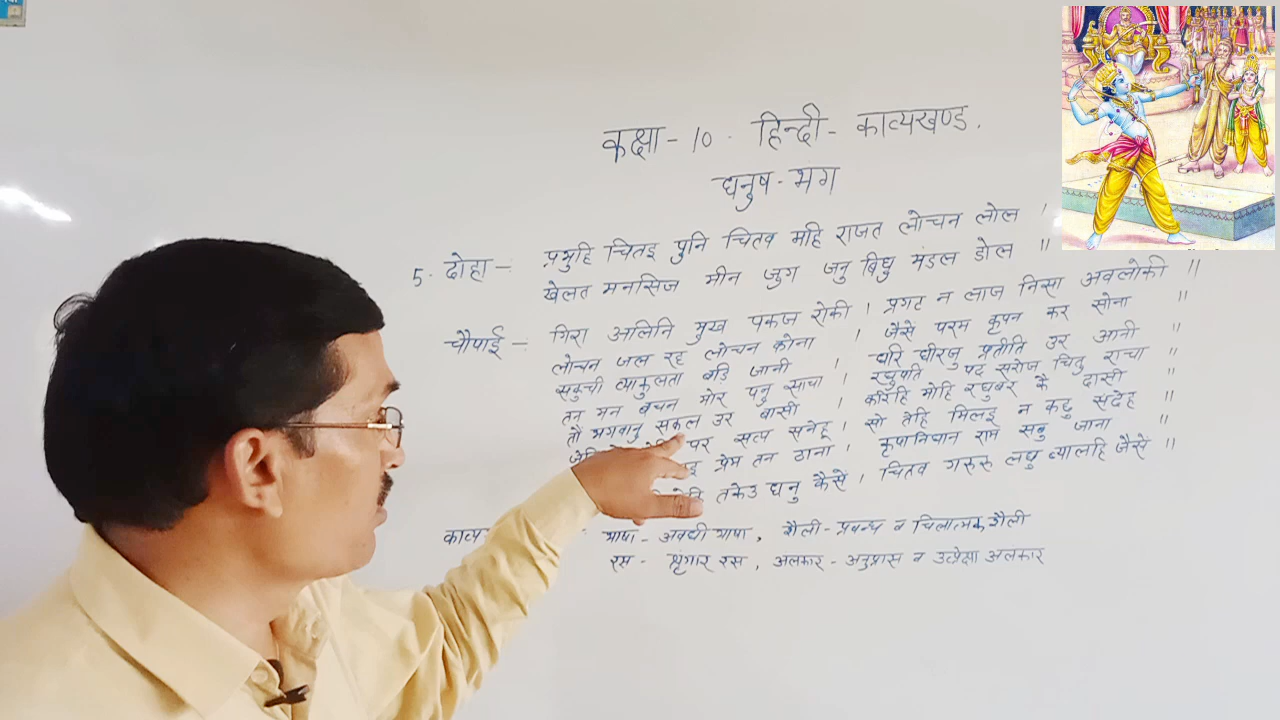 कक्षा - 10 . हिन्दी - काव्यखण्ड .
धनुष - भंग
5. दोहा - प्रभुहि चितइ पुनि चितव महि राजत लोचन लोल ।
खेलत मनसिज मीन जुग जनु बिधु मंडल डोल ॥
चौपाई - गिरा अलिनि मुख पंकज रोकी । प्रगट न लाज निसा अवलोकी ॥
लोचन जल रह लोचन कोना । जैसें परम कृपन कर सोना ॥
सकुची व्याकुलता बड़ि जानी । धरि धीरजु प्रतीति उर आनी ॥
तन मन बचन मोर पनु साचा । रघुपति पद सरोज चितु राचा ॥
तौ भगवानु सकल उर बासी । करिहि मोहि रघुबर कै दासी
पर सत्य सनेहू । सो तेहि मिलइ न कछु संदेहू ॥
प्रेम तन ठाना । कृपानिधान राम सबु जाना ॥
तकेउ धनु कैसें । चितव गरुरु लघु व्यालहि जैसें ॥
काव्य भाषा - अवधी भाषा , शैली - प्रबन्ध व चित्रात्मक शैली
रस - श्रृंगार रस , अलंकार - अनुप्रास व उत्प्रेक्षा अलंकार